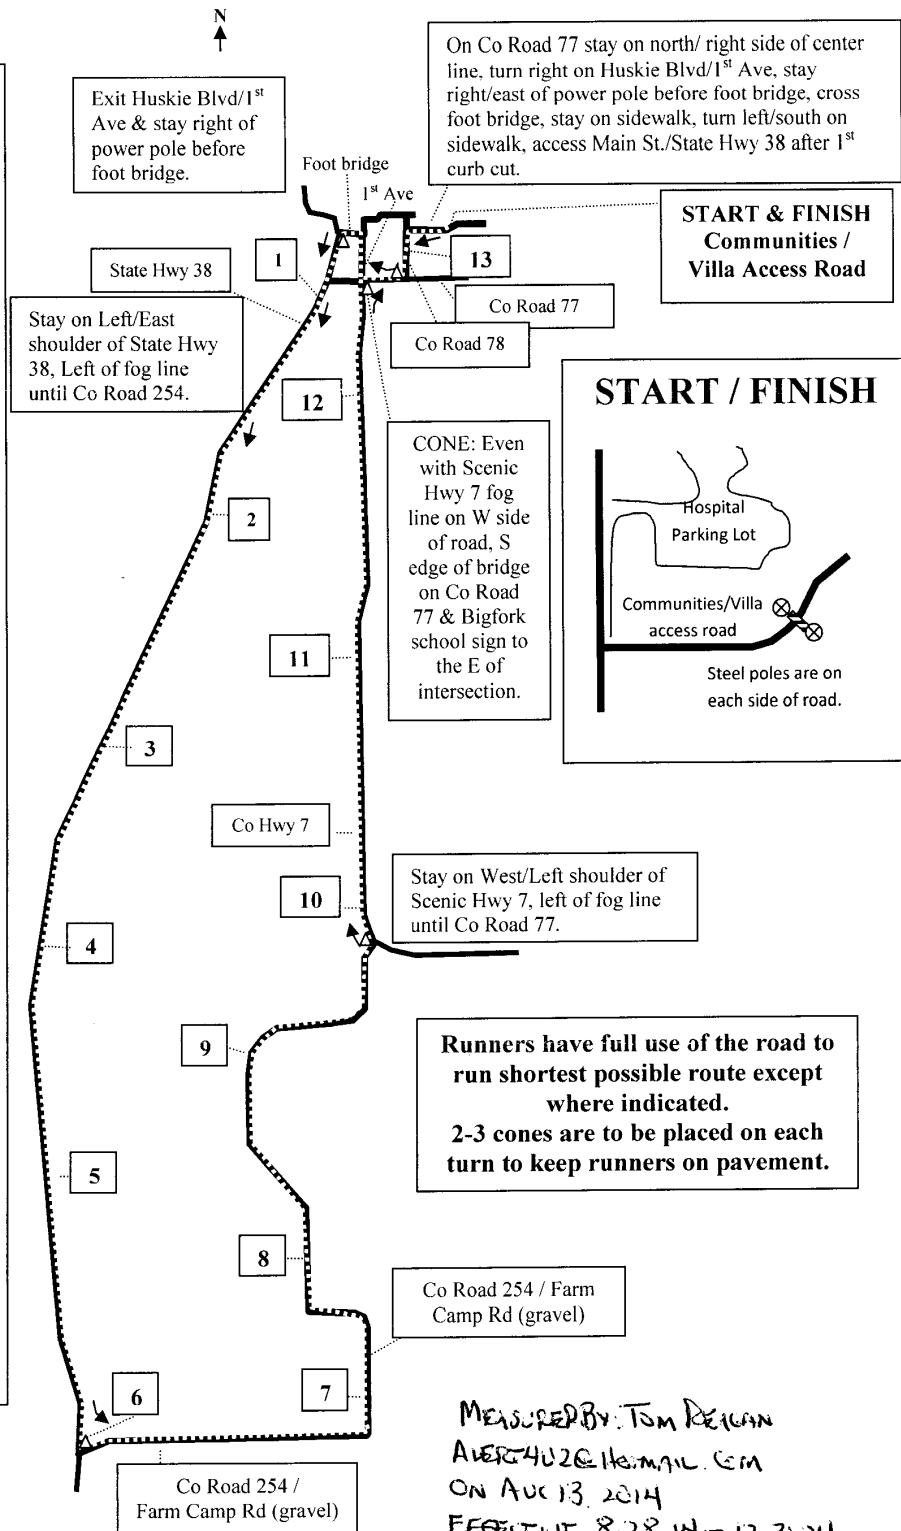 N
On Co Road 77 stay on north/ right side of center
line, turn right on Huskie Blvd/1st Ave, stay
right/east of power pole before foot bridge, cross
foot bridge, stay on sidewalk, turn left/south on
sidewalk, access Main St./State Hwy 38 after 1st
curb cut.
Exit Huskie Blvd/1st
Ave & stay right of
power pole before
foot bridge.
Foot bridge
1st Ave
START & FINISH
Communities /
Villa Access Road
1
13
State Hwy 38
Co Road 77
Co Road 78
Stay on Left/East
shoulder of State Hwy
38, Left of fog line
until Co Road 254.
12
START / FINISH
Hospital
Parking Lot
Communities/Villa
access road
Steel poles are on
each side of road.
CONE: Even
with Scenic
Hwy 7 fog
line on W side
of road, S
edge of bridge
on Co Road
77 & Bigfork
school sign to
the E of
intersection.
2
11
3
Co Hwy 7
10
Stay on West/Left shoulder of
Scenic Hwy 7, left of fog line
until Co Road 77.
4
9
Runners have full use of the road to
run shortest possible route except
where indicated.
2-3 cones are to be placed on each
turn to keep runners on pavement.
5
8
Co Road 254 / Farm
Camp Rd (gravel)
6
7
Co Road 254 /
Farm Camp Rd (gravel)
MEASURED BY: TOM REAGAN
ON AUG 13 2014